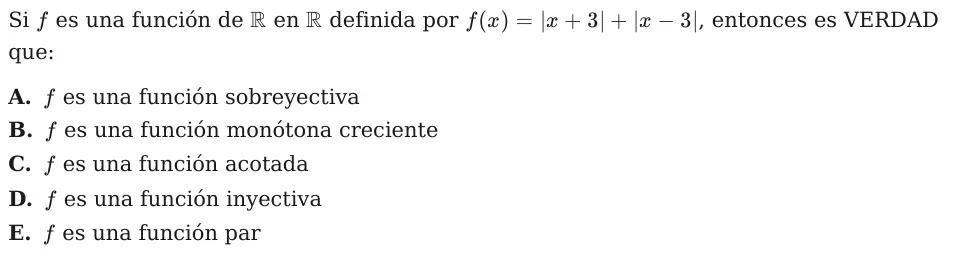 Si f es una función de ℝ en ℝ definida por f(x) = |x + 3| + |x − 3|, entonces es VERDAD
que:
A. f es una función sobreyectiva
B. f es una función monótona creciente
C. f es una función acotada
D. f es una función inyectiva
E. f es una función par